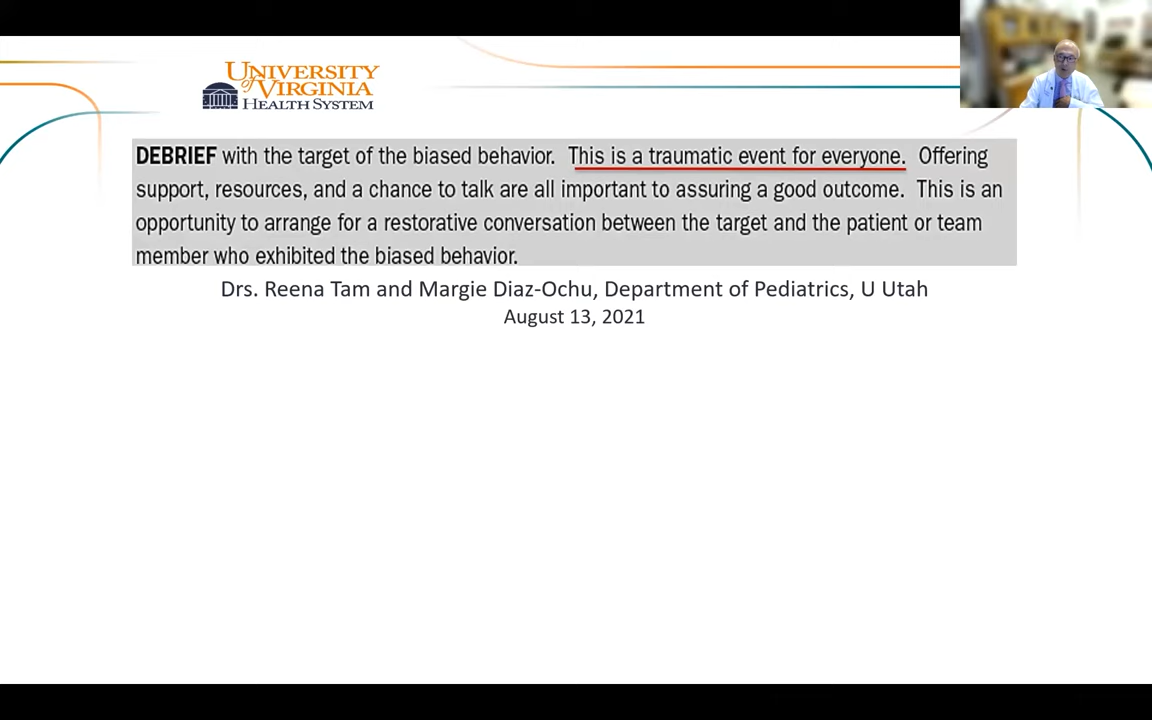 UNIVERSITY
of VIRGINIA
HEALTH SYSTEM
DEBRIEF with the target of the biased behavior. This is a traumatic event for everyone. Offering
support, resources, and a chance to talk are all important to assuring a good outcome. This is an
opportunity to arrange for a restorative conversation between the target and the patient or team
member who exhibited the biased behavior.
Drs. Reena Tam and Margie Diaz-Ochu, Department of Pediatrics, U Utah
August 13, 2021